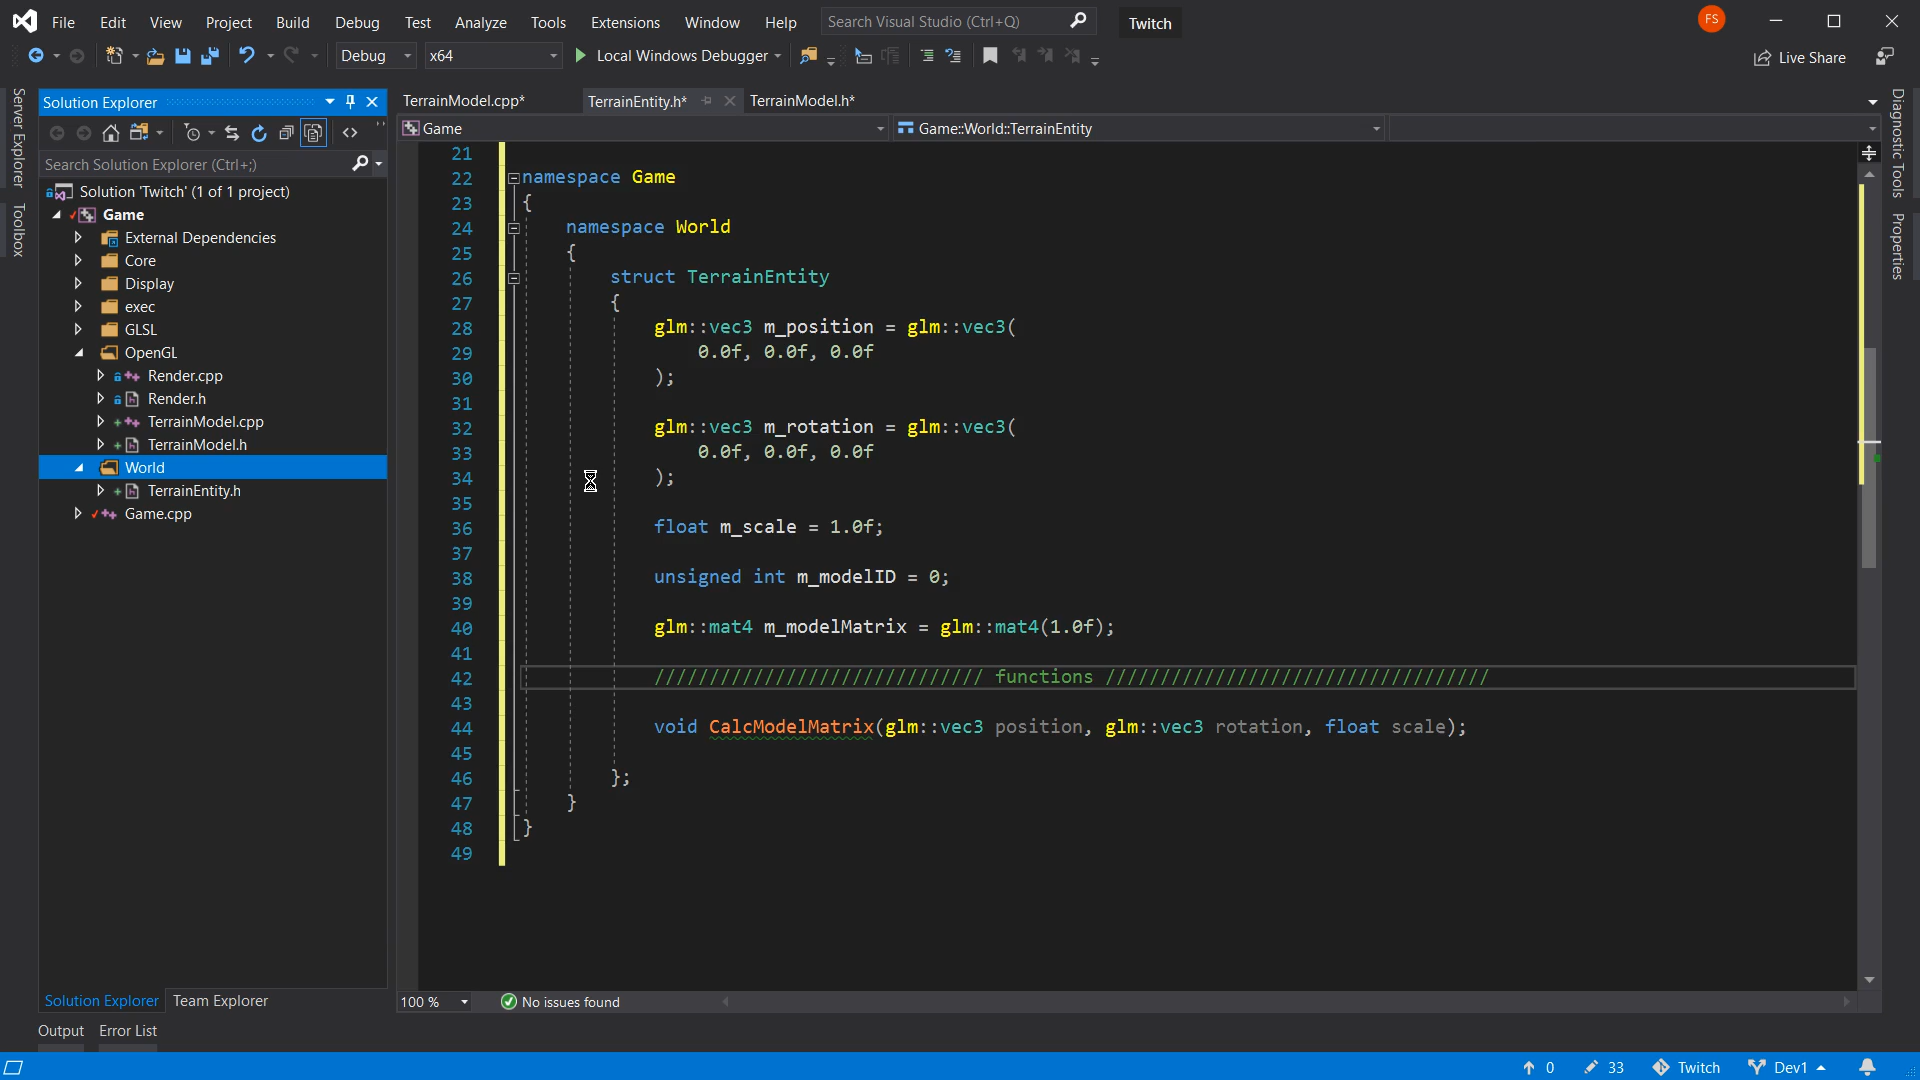 File Edit View Project Build Debug Test Analyze Tools Extensions Window Help Search Visual Studio (Ctrl+Q) Twitch FS
Debug x64 Local Windows Debugger Live Share
Server Explorer
Toolbox
Solution Explorer
Search Solution Explorer (Ctrl+;)
Solution 'Twitch' (1 of 1 project)
Game
External Dependencies
Core
Display
exec
GLSL
OpenGL
Render.cpp
Render.h
TerrainModel.cpp
TerrainModel.h
World
TerrainEntity.h
Game.cpp
Solution Explorer Team Explorer
TerrainModel.cpp* TerrainEntity.h* TerrainModel.h*
Game Game::World::TerrainEntity
21
22 namespace Game
23 {
24 namespace World
25 {
26 struct TerrainEntity
27 {
28 glm::vec3 m_position = glm::vec3(
29 0.0f, 0.0f, 0.0f
30 );
31
32 glm::vec3 m_rotation = glm::vec3(
33 0.0f, 0.0f, 0.0f
34 );
35
36 float m_scale = 1.0f;
37
38 unsigned int m_modelID = 0;
39
40 glm::mat4 m_modelMatrix = glm::mat4(1.0f);
41
42 ////////////////////////////// functions ///////////////////////////////////
43
44 void CalcModelMatrix(glm::vec3 position, glm::vec3 rotation, float scale);
45
46 };
47 }
48 }
49
100 % No issues found
Diagnostic Tools
Properties
Output Error List
0 33 Twitch Dev1